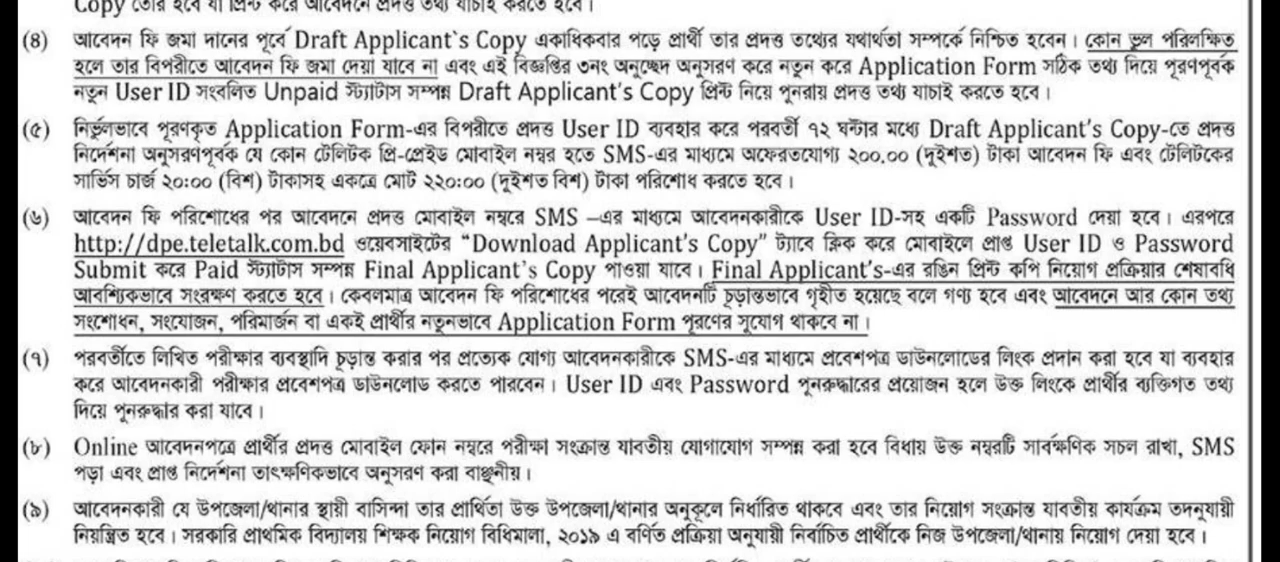 Copy তৈরি হবে যা প্রিন্ট করে আবেদনে প্রদত্ত তথ্য যাচাই করতে হবে।
(৪) আবেদন ফি জমা দানের পূর্বে Draft Applicant`s Copy একাধিকবার পড়ে প্রার্থী তার প্রদত্ত তথ্যের যথার্থতা সম্পর্কে নিশ্চিত হবেন। কোন ভুল পরিলক্ষিত
হলে তার বিপরীতে আবেদন ফি জমা দেয়া যাবে না এবং এই বিজ্ঞপ্তির ৩নং অনুচ্ছেদ অনুসরণ করে নতুন করে Application Form সঠিক তথ্য দিয়ে পূরণপূর্বক
নতুন User ID সংবলিত Unpaid স্ট্যাটাস সম্পন্ন Draft Applicant's Copy প্রিন্ট নিয়ে পুনরায় প্রদত্ত তথ্য যাচাই করতে হবে।
(৫) নির্ভুলভাবে পূরণকৃত Application Form-এর বিপরীতে প্রদত্ত User ID ব্যবহার করে পরবর্তী ৭২ ঘন্টার মধ্যে Draft Applicant's Copy-তে প্রদত্ত
নির্দেশনা অনুসরণপূর্বক যে কোন টেলিটক প্রি-প্রেইড মোবাইল নম্বর হতে SMS-এর মাধ্যমে অফেরতযোগ্য ২০০.০০ (দুইশত) টাকা আবেদন ফি এবং টেলিটকের
সার্ভিস চার্জ ২০:০০ (বিশ) টাকাসহ একত্রে মোট ২২০:০০ (দুইশত বিশ) টাকা পরিশোধ করতে হবে।
(৬) আবেদন ফি পরিশোধের পর আবেদনে প্রদত্ত মোবাইল নম্বরে SMS –এর মাধ্যমে আবেদনকারীকে User ID-সহ একটি Password দেয়া হবে। এরপরে
http://dpe.teletalk.com.bd ওয়েবসাইটের “Download Applicant's Copy” ট্যাবে ক্লিক করে মোবাইলে প্রাপ্ত User ID ও Password
Submit করে Paid স্ট্যাটাস সম্পন্ন Final Applicant's Copy পাওয়া যাবে। Final Applicant's-এর রঙিন প্রিন্ট কপি নিয়োগ প্রক্রিয়ার শেষাবধি
আবশ্যিকভাবে সংরক্ষণ করতে হবে। কেবলমাত্র আবেদন ফি পরিশোধের পরেই আবেদনটি চূড়ান্তভাবে গৃহীত হয়েছে বলে গণ্য হবে এবং আবেদনে আর কোন তথ্য
সংশোধন, সংযোজন, পরিমার্জন বা একই প্রার্থীর নতুনভাবে Application Form পূরণের সুযোগ থাকবে না।
(৭) পরবর্তীতে লিখিত পরীক্ষার ব্যবস্থাদি চূড়ান্ত করার পর প্রত্যেক যোগ্য আবেদনকারীকে SMS-এর মাধ্যমে প্রবেশপত্র ডাউনলোডের লিংক প্রদান করা হবে যা ব্যবহার
করে আবেদনকারী পরীক্ষার প্রবেশপত্র ডাউনলোড করতে পারবেন। User ID এবং Password পুনরুদ্ধারের প্রয়োজন হলে উক্ত লিংকে প্রার্থীর ব্যক্তিগত তথ্য
দিয়ে পুনরুদ্ধার করা যাবে।
(৮) Online আবেদনপত্রে প্রার্থীর প্রদত্ত মোবাইল ফোন নম্বরে পরীক্ষা সংক্রান্ত যাবতীয় যোগাযোগ সম্পন্ন করা হবে বিধায় উক্ত নম্বরটি সার্বক্ষণিক সচল রাখা, SMS
পড়া এবং প্রাপ্ত নির্দেশনা তাৎক্ষণিকভাবে অনুসরণ করা বাঞ্ছনীয়।
(৯) আবেদনকারী যে উপজেলা/থানার স্থায়ী বাসিন্দা তার প্রার্থিতা উক্ত উপজেলা/থানার অনুকূলে নির্ধারিত থাকবে এবং তার নিয়োগ সংক্রান্ত যাবতীয় কার্যক্রম তদনুযায়ী
নিয়ন্ত্রিত হবে। সরকারি প্রাথমিক বিদ্যালয় শিক্ষক নিয়োগ বিধিমালা, ২০১৯ এ বর্ণিত প্রক্রিয়া অনুযায়ী নির্বাচিত প্রার্থীকে নিজ উপজেলা/থানায় নিয়োগ দেয়া হবে।